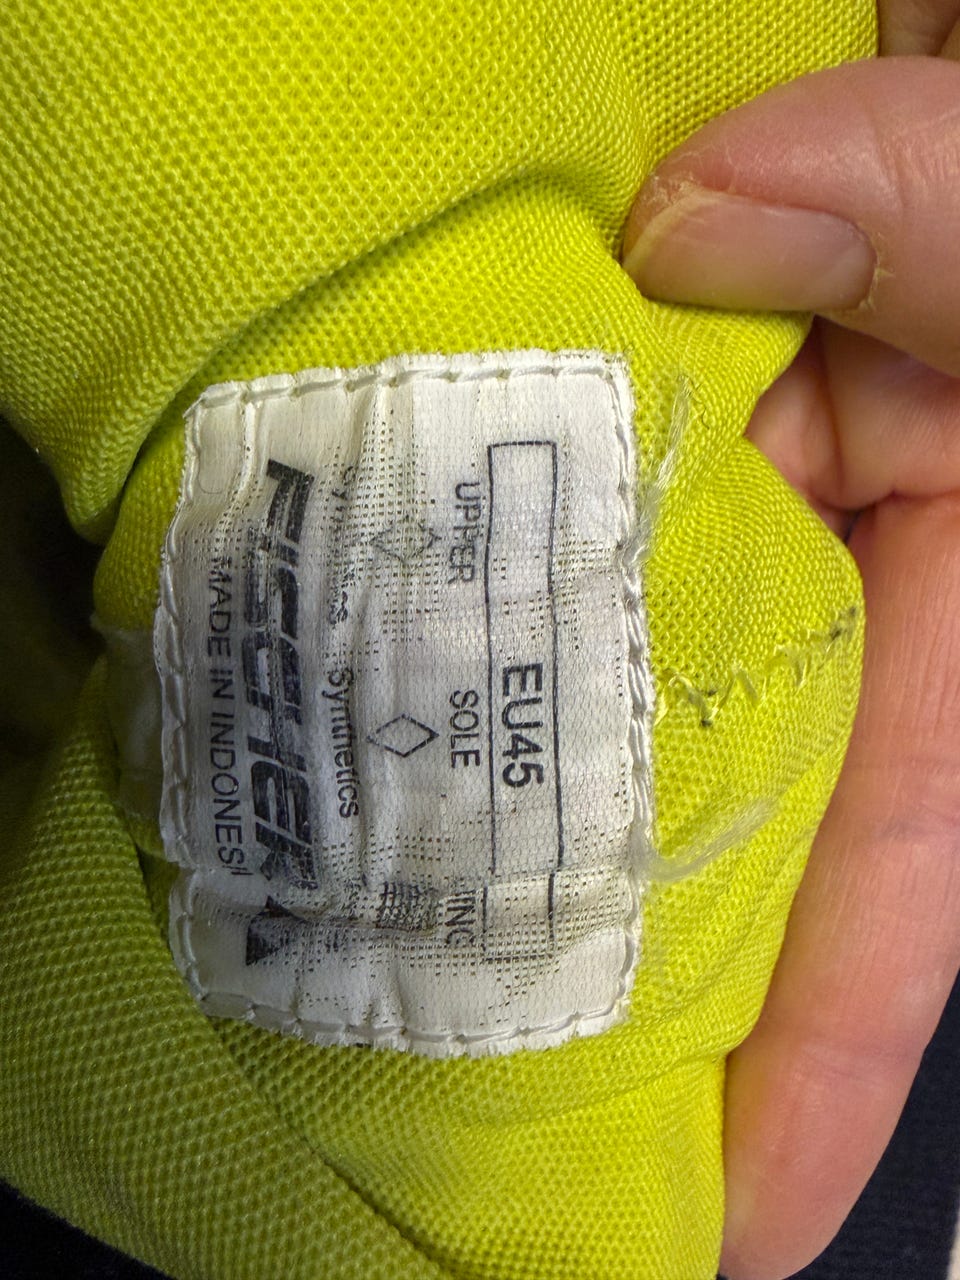 EU45
UPPER SOLE
Synthetics
FISCHER
MADE IN INDONESI